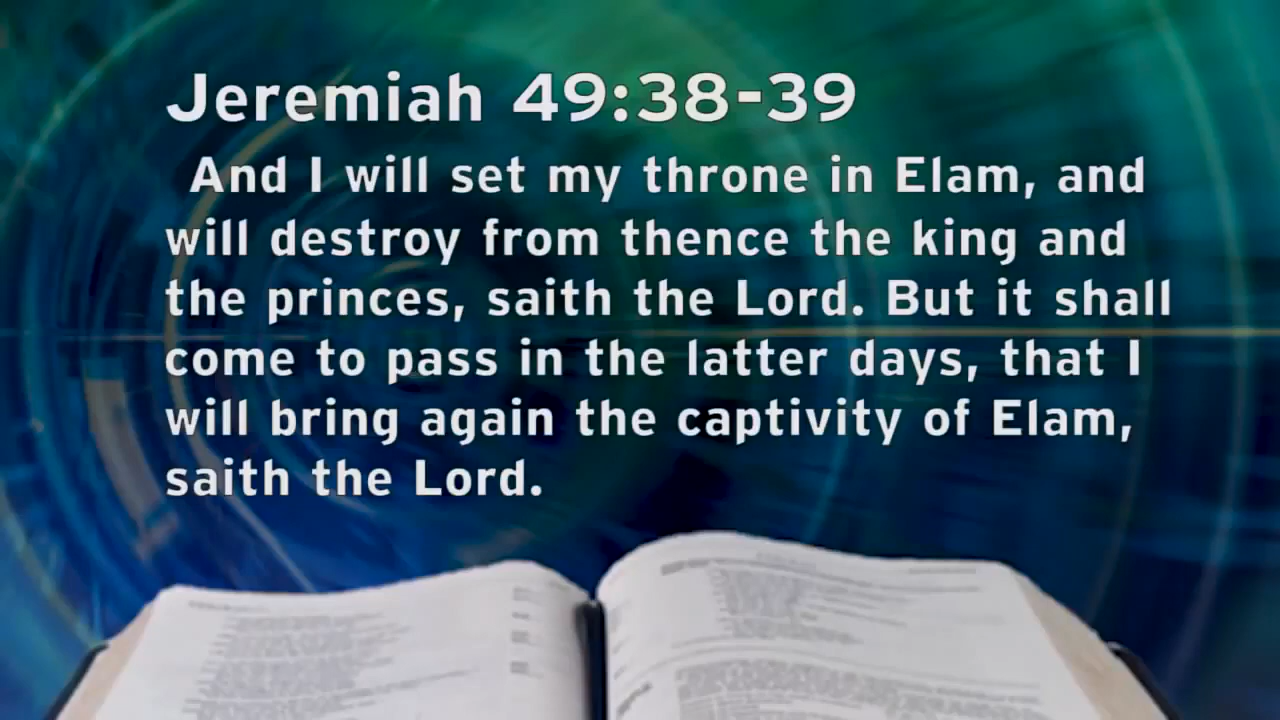 Jeremiah 49:38-39
And I will set my throne in Elam, and
will destroy from thence the king and
the princes, saith the Lord. But it shall
come to pass in the latter days, that I
will bring again the captivity of Elam,
saith the Lord.